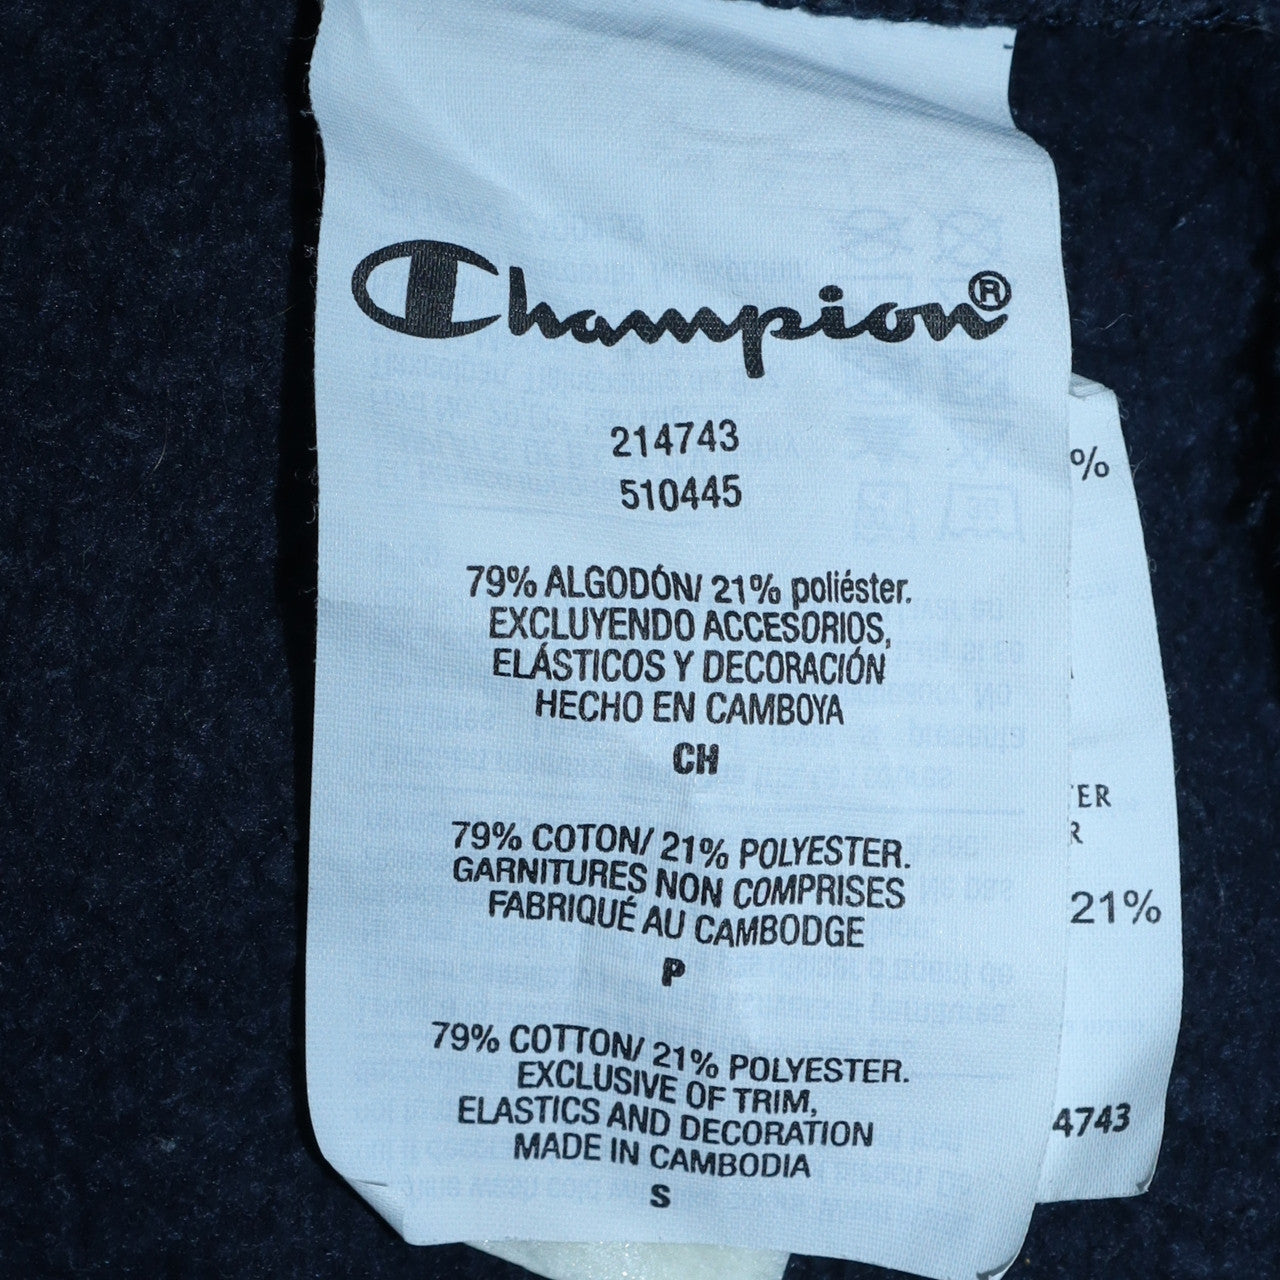 Champion®
214743
510445
79% ALGODÓN/ 21% poliéster.
EXCLUYENDO ACCESORIOS,
ELÁSTICOS Y DECORACIÓN
HECHO EN CAMBOYA
CH
79% COTON/ 21% POLYESTER.
GARNITURES NON COMPRISES
FABRIQUÉ AU CAMBODGE
P
79% COTTON/ 21% POLYESTER.
EXCLUSIVE OF TRIM,
ELASTICS AND DECORATION
MADE IN CAMBODIA
S
%
TER
R
21%
4743